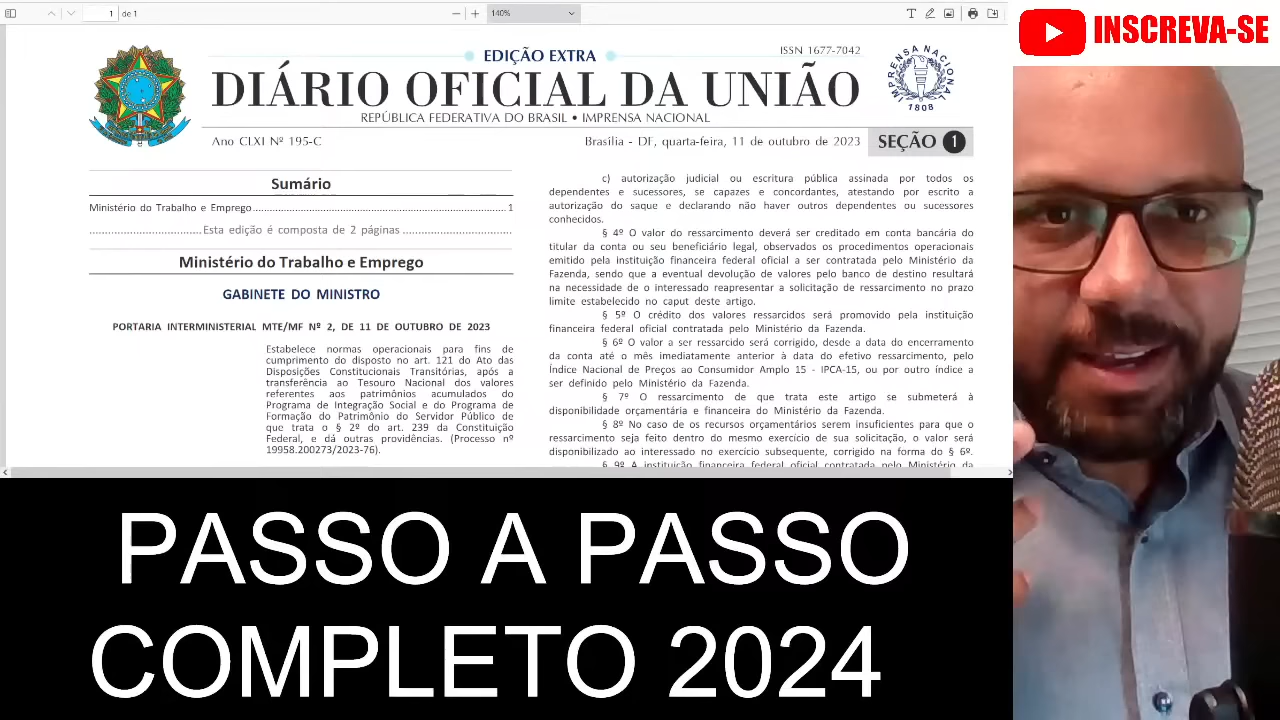 1 de 1
140%
INSCREVA-SE
EDIÇÃO EXTRA
ISSN 1677-7042
DIÁRIO OFICIAL DA UNIÃO
REPÚBLICA FEDERATIVA DO BRASIL • IMPRENSA NACIONAL
IMPRENSA NACIONAL
1808
Ano CLXI Nº 195-C
Brasília - DF, quarta-feira, 11 de outubro de 2023
SEÇÃO 1
Sumário
Ministério do Trabalho e Emprego 1
Esta edição é composta de 2 páginas
Ministério do Trabalho e Emprego
GABINETE DO MINISTRO
PORTARIA INTERMINISTERIAL MTE/MF Nº 2, DE 11 DE OUTUBRO DE 2023
Estabelece normas operacionais para fins de
cumprimento do disposto no art. 121 do Ato das
Disposições Constitucionais Transitórias, após a
transferência ao Tesouro Nacional dos valores
referentes aos patrimônios acumulados do
Programa de Integração Social e do Programa de
Formação do Patrimônio do Servidor Público de
que trata o § 2º do art. 239 da Constituição
Federal, e dá outras providências. (Processo nº
19958.200273/2023-76).
c) autorização judicial ou escritura pública assinada por todos os
dependentes e sucessores, se capazes e concordantes, atestando por escrito a
autorização do saque e declarando não haver outros dependentes ou sucessores
conhecidos.
§ 4º O valor do ressarcimento deverá ser creditado em conta bancária do
titular da conta ou seu beneficiário legal, observados os procedimentos operacionais
emitido pela instituição financeira federal oficial a ser contratada pelo Ministério da
Fazenda, sendo que a eventual devolução de valores pelo banco de destino resultará
na necessidade de o interessado reapresentar a solicitação de ressarcimento no prazo
limite estabelecido no caput deste artigo.
§ 5º O crédito dos valores ressarcidos será promovido pela instituição
financeira federal oficial contratada pelo Ministério da Fazenda.
§ 6º O valor a ser ressarcido será corrigido, desde a data do encerramento
da conta até o mês imediatamente anterior à data do efetivo ressarcimento, pelo
Índice Nacional de Preços ao Consumidor Amplo 15 - IPCA-15, ou por outro índice a
ser definido pelo Ministério da Fazenda.
§ 7º O ressarcimento de que trata este artigo se submeterá à
disponibilidade orçamentária e financeira do Ministério da Fazenda.
§ 8º No caso de os recursos orçamentários serem insuficientes para que o
ressarcimento seja feito dentro do mesmo exercício de sua solicitação, o valor será
disponibilizado ao interessado no exercício subsequente, corrigido na forma do § 6º.
§ 9º A instituição financeira federal oficial contratada pelo Ministério da
PASSO A PASSO
COMPLETO 2024